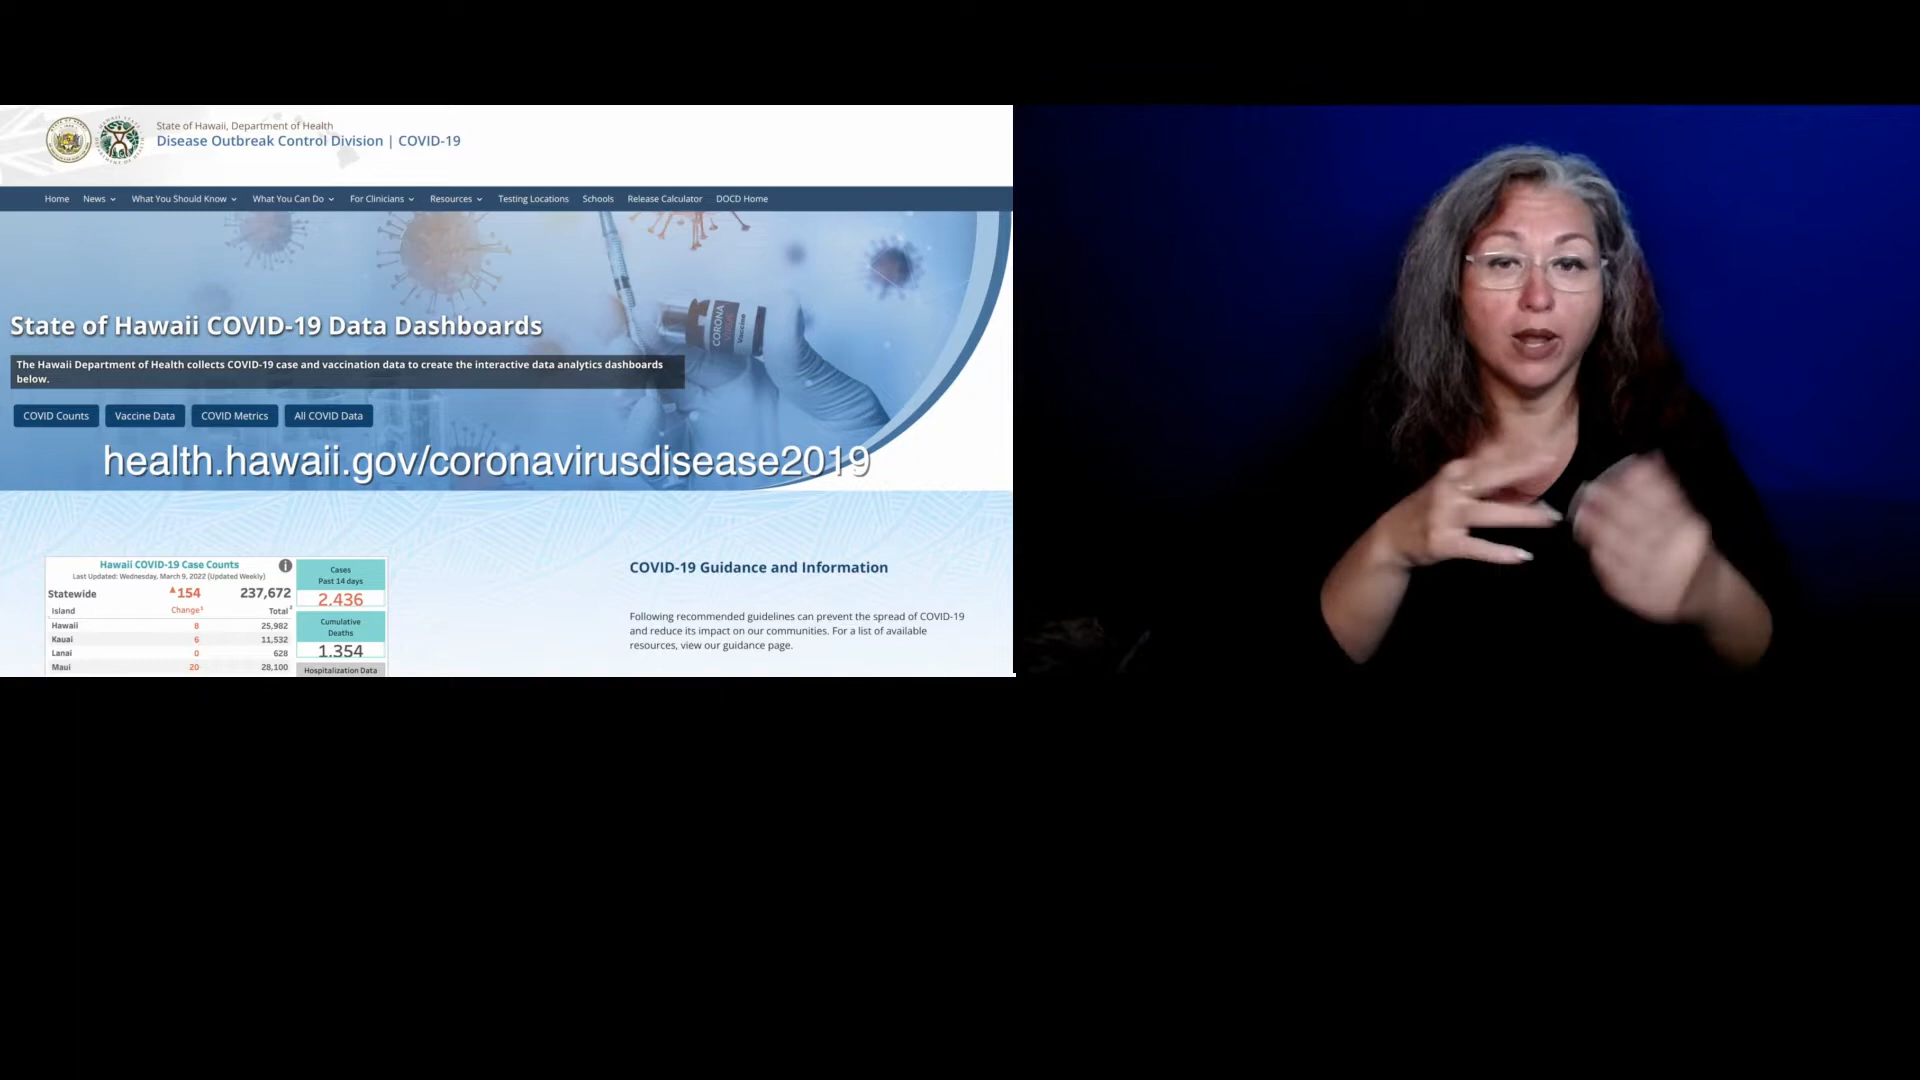 State of Hawaii, Department of Health
Disease Outbreak Control Division | COVID-19
Home News What You Should Know What You Can Do For Clinicians Resources Testing Locations Schools Release Calculator DOCD Home
State of Hawaii COVID-19 Data Dashboards
The Hawaii Department of Health collects COVID-19 case and vaccination data to create the interactive data analytics dashboards
below.
COVID Counts Vaccine Data COVID Metrics All COVID Data
health.hawaii.gov/coronavirusdisease2019
CORONA
Vaccine
Hawaii COVID-19 Case Counts
Last Updated: Wednesday, March 9, 2022 (Updated Weekly)
Statewide ▲154 237,672
Island Change¹ Total²
Hawaii 8 25,982
Kauai 6 11,532
Lanai 0 628
Maui 20 28,100
Cases
Past 14 days
2,436
Cumulative
Deaths
1,354
Hospitalization Data
COVID-19 Guidance and Information
Following recommended guidelines can prevent the spread of COVID-19
and reduce its impact on our communities. For a list of available
resources, view our guidance page.